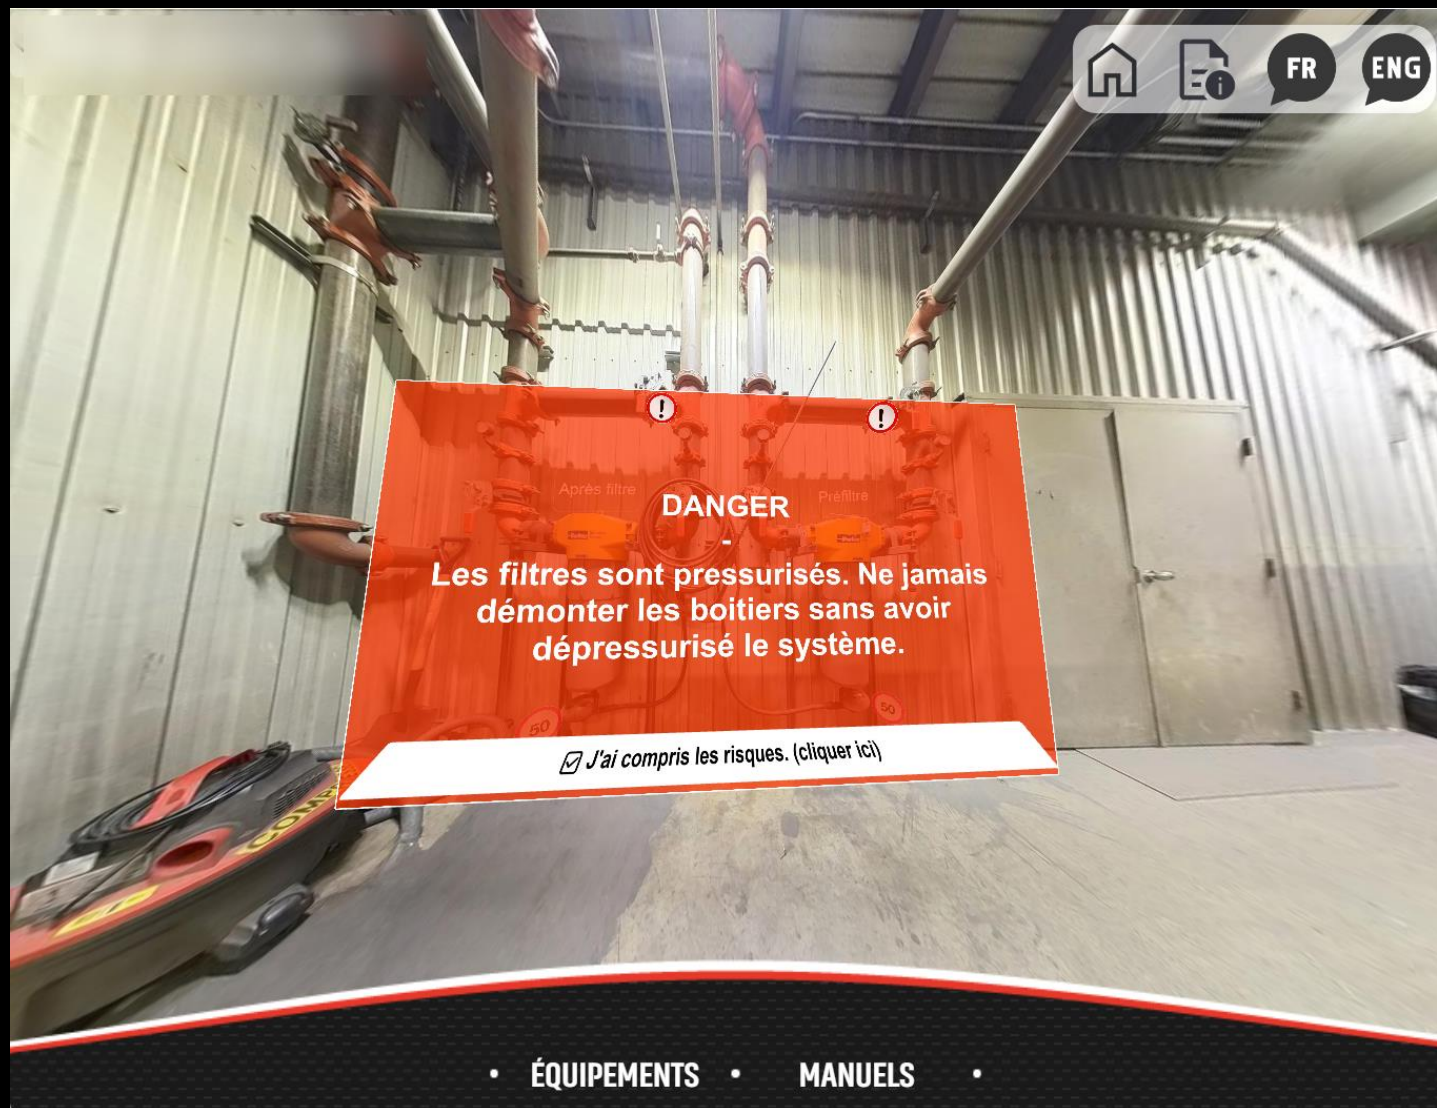 FR
ENG
!
!
Après filtre
Préfiltre
DANGER
-
Les filtres sont pressurisés. Ne jamais
démonter les boitiers sans avoir
dépressurisé le système.
50
50
J'ai compris les risques. (cliquer ici)
• ÉQUIPEMENTS • MANUELS •